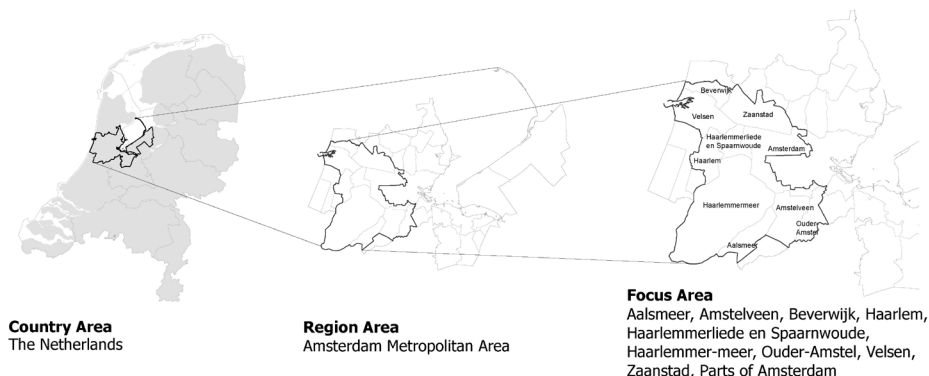 Beverwijk
Velsen
Zaanstad
Haarlemmerliede
en Spaarnwoude
Amsterdam
Haarlem
Haarlemmermeer
Amstelveen
Ouder-
Amstel
Aalsmeer
Country Area
The Netherlands
Region Area
Amsterdam Metropolitan Area
Focus Area
Aalsmeer, Amstelveen, Beverwijk, Haarlem,
Haarlemmerliede en Spaarnwoude,
Haarlemmer-meer, Ouder-Amstel, Velsen,
Zaanstad, Parts of Amsterdam